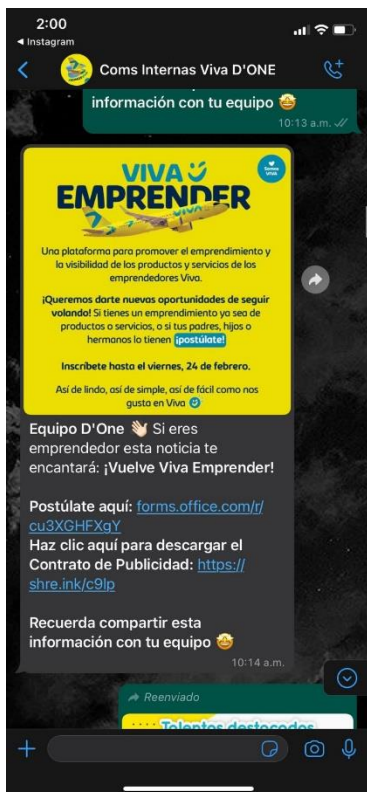 2:00
Instagram
Coms Internas Viva D'ONE
información con tu equipo 🤩
10:13 a.m.
VIVA
EMPRENDER
Somos
VIVA
VIVA
Una plataforma para promover el emprendimiento y
la visibilidad de los productos y servicios de los
emprendedores Viva.
¡Queremos darte nuevas oportunidades de seguir
volando! Si tienes un emprendimiento ya sea de
productos o servicios, o si tus padres, hijos o
hermanos lo tienen ¡postúlate!
Inscríbete hasta el viernes, 24 de febrero.
Así de lindo, así de simple, así de fácil como nos
gusta en Viva
Equipo D'One 👋🏻 Si eres
emprendedor esta noticia te
encantará: ¡Vuelve Viva Emprender!
Postúlate aquí: forms.office.com/r/
cu3XGHFXgY
Haz clic aquí para descargar el
Contrato de Publicidad: https://
shre.ink/c9lp
Recuerda compartir esta
información con tu equipo 🤩
10:14 a.m.
Reenviado
Talentos destacados